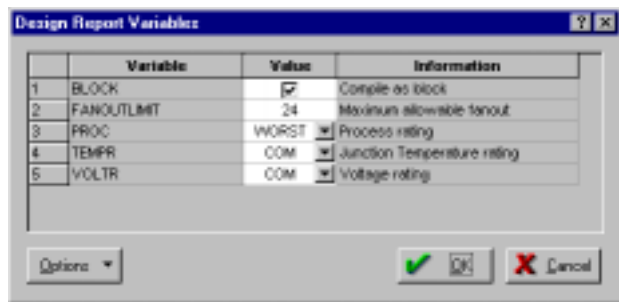 Design Report Variables
Variable Value Information
1 BLOCK Compile as block
2 FANOUTLIMIT 24 Maximum allowable fanout
3 PROC WORST Process rating
4 TEMPR COM Junction Temperature rating
5 VOLTR COM Voltage rating
Options OK Cancel